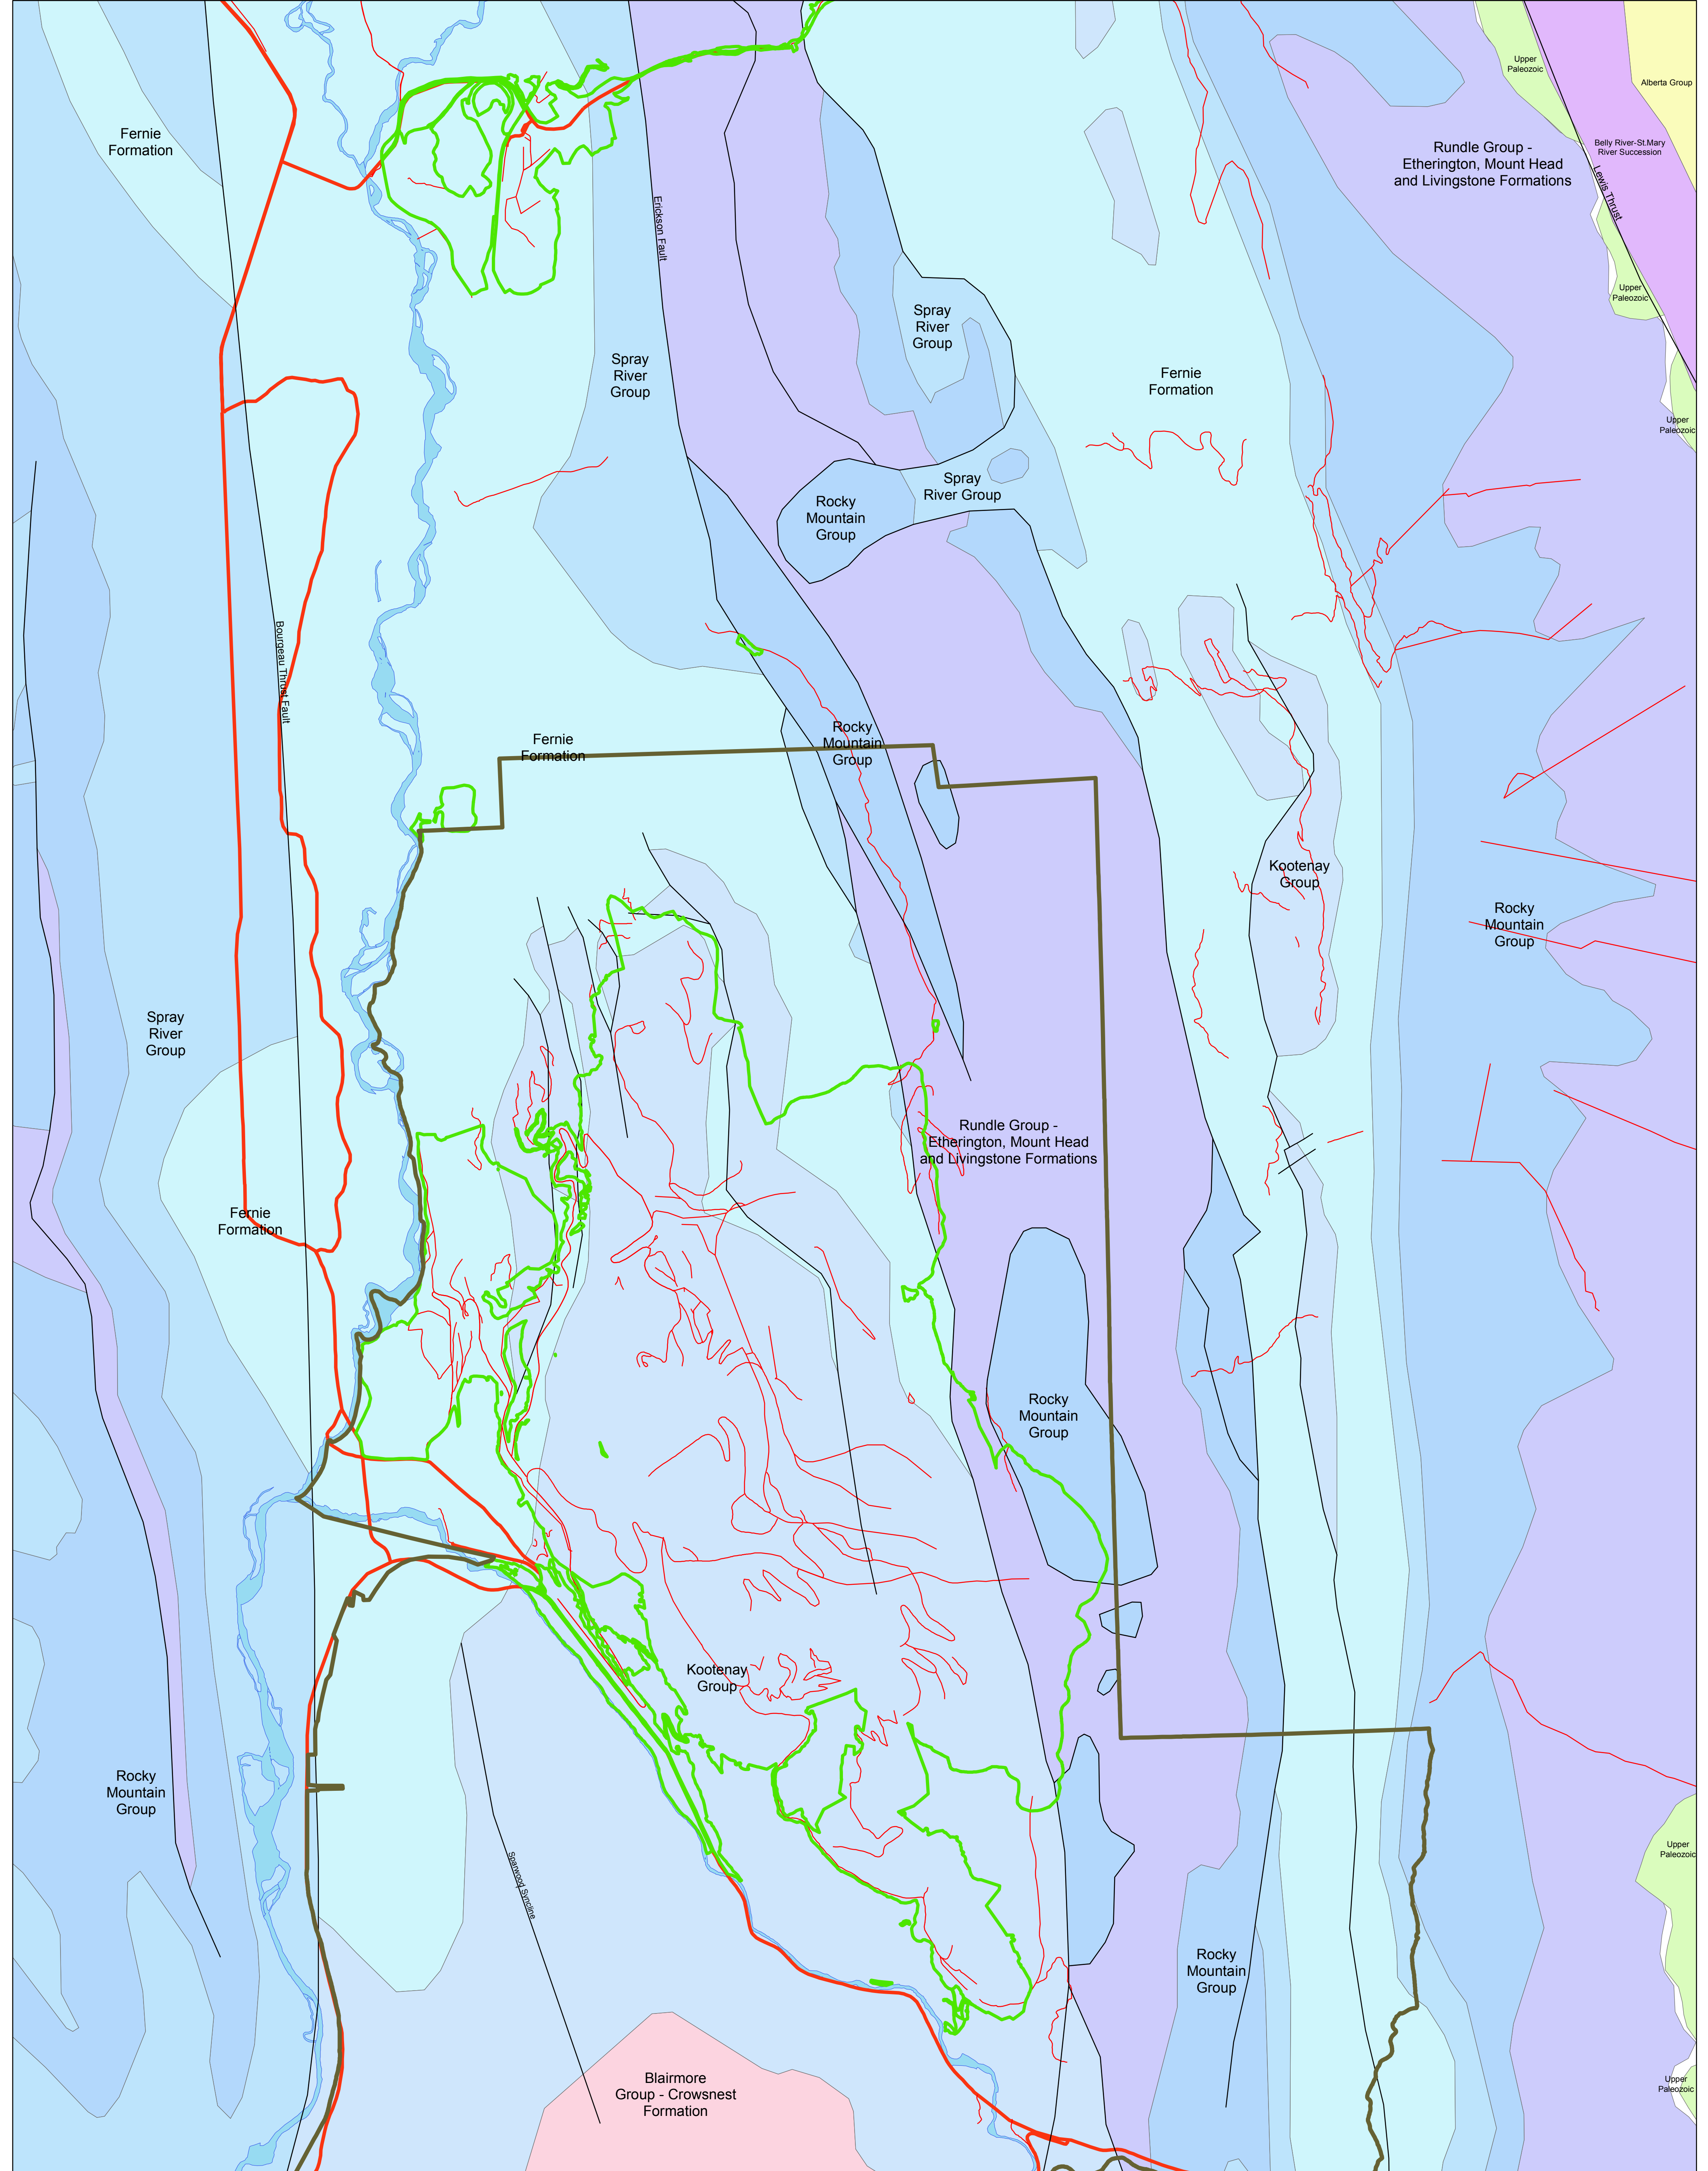 Upper
Paleozoic
Alberta Group
Fernie
Formation
Rundle Group -
Etherington, Mount Head
and Livingstone Formations
Belly River-St.Mary
River Succession
Lewis Thrust
Erickson Fault
Upper
Paleozoic
Spray
River
Group
Spray
River
Group
Fernie
Formation
Upper
Paleozoic
Spray
River Group
Rocky
Mountain
Group
Bourgeau Thrust Fault
Fernie
Formation
Rocky
Mountain
Group
Kootenay
Group
Rocky
Mountain
Group
Spray
River
Group
Rundle Group -
Etherington, Mount Head
and Livingstone Formations
Fernie
Formation
Rocky
Mountain
Group
Kootenay
Group
Rocky
Mountain
Group
Upper
Paleozoic
Sparwood Syncline
Rocky
Mountain
Group
Blairmore
Group - Crowsnest
Formation
Upper
Paleozoic